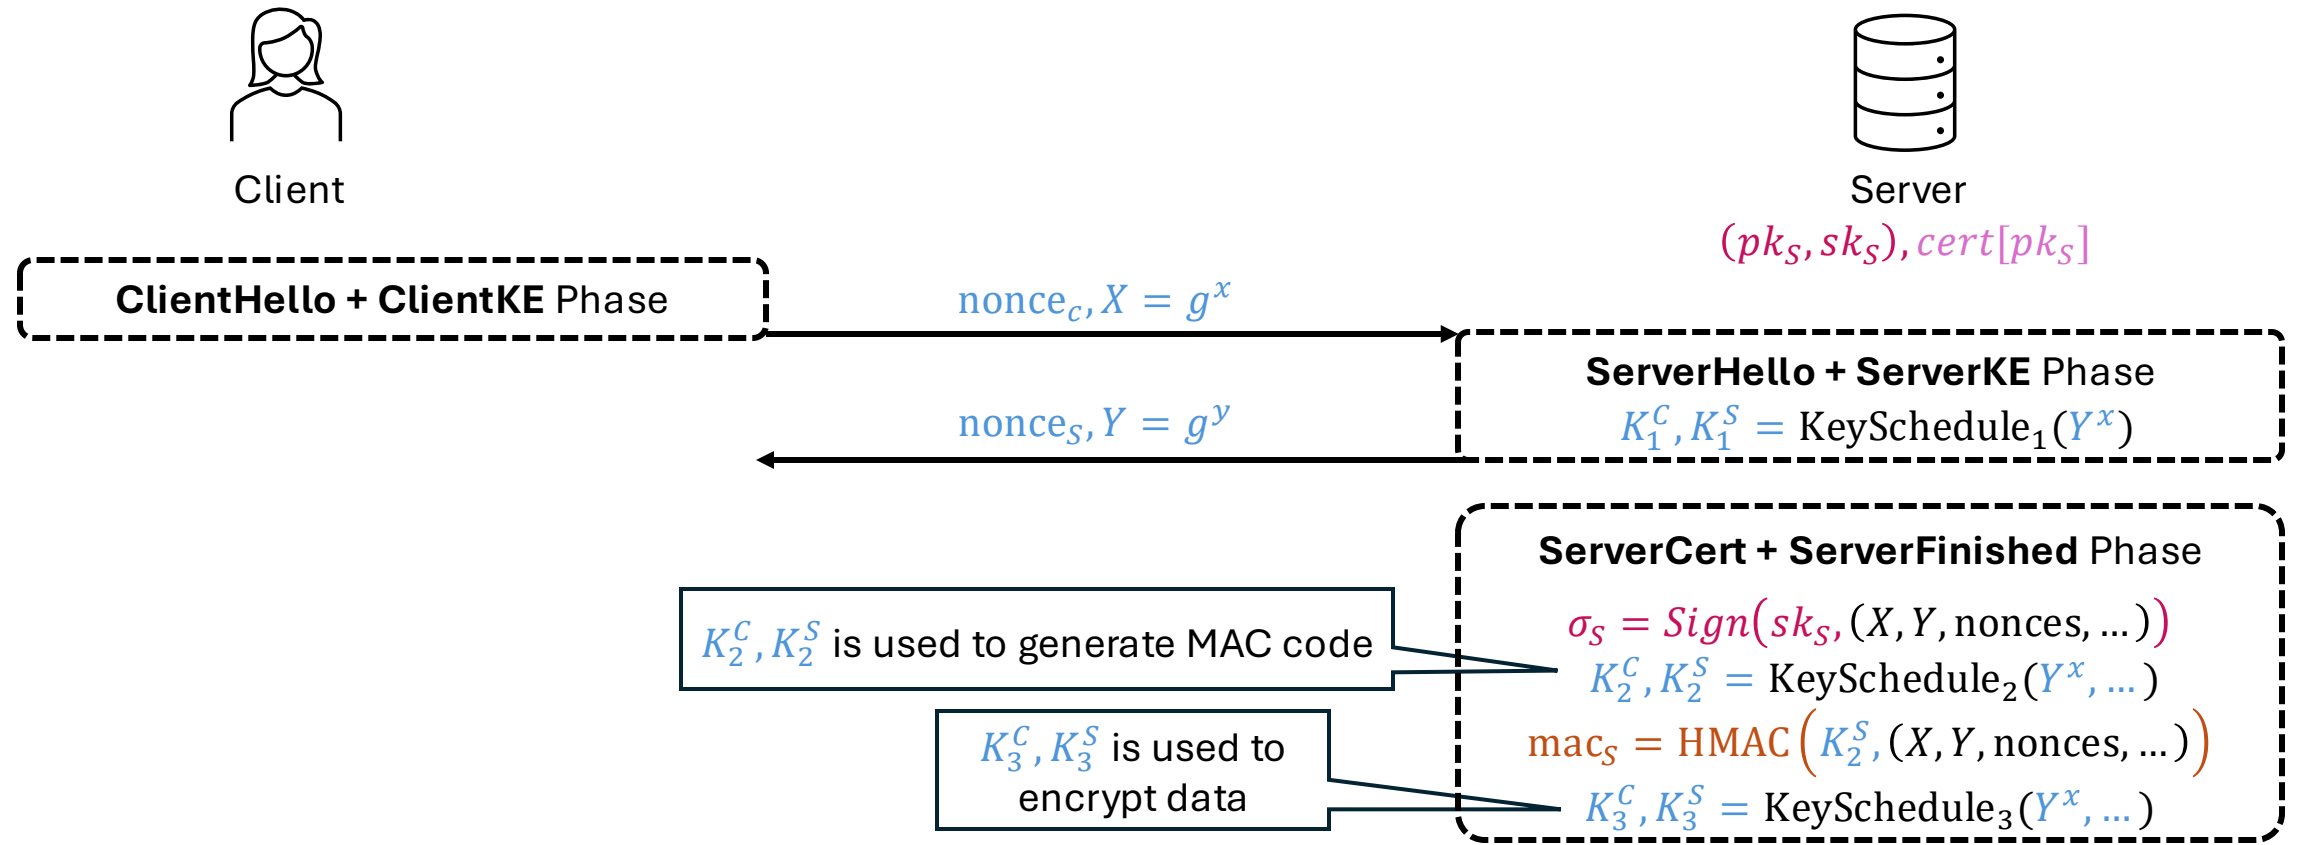 Client
Server
(pk_S, sk_S), cert[pk_S]
ClientHello + ClientKE Phase
nonce_c, X = g^x
ServerHello + ServerKE Phase
K_1^C, K_1^S = KeySchedule_1(Y^x)
nonce_S, Y = g^y
ServerCert + ServerFinished Phase
σ_S = Sign(sk_S, (X, Y, nonces, …))
K_2^C, K_2^S is used to generate MAC code
K_2^C, K_2^S = KeySchedule_2(Y^x, …)
mac_S = HMAC(K_2^S, (X, Y, nonces, …))
K_3^C, K_3^S is used to
encrypt data
K_3^C, K_3^S = KeySchedule_3(Y^x, …)